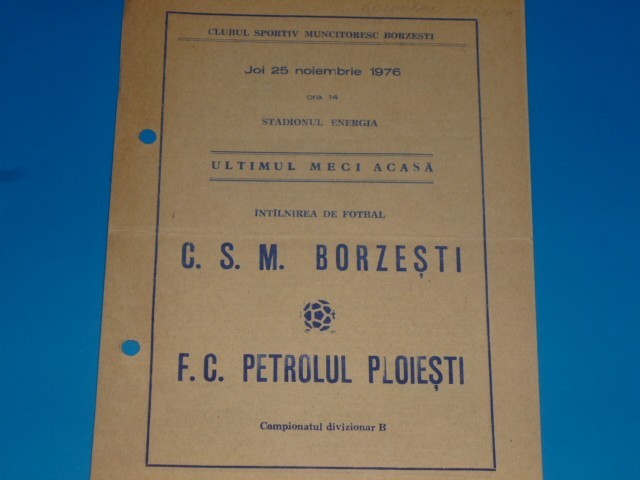 CLUBUL SPORTIV MUNCITORESC BORZEȘTI
Joi 25 noiembrie 1976
ora 14
STADIONUL ENERGIA
ULTIMUL MECI ACASĂ
ÎNTÎLNIREA DE FOTBAL
C. S. M. BORZEȘTI
F. C. PETROLUL PLOIEȘTI
Campionatul divizionar B